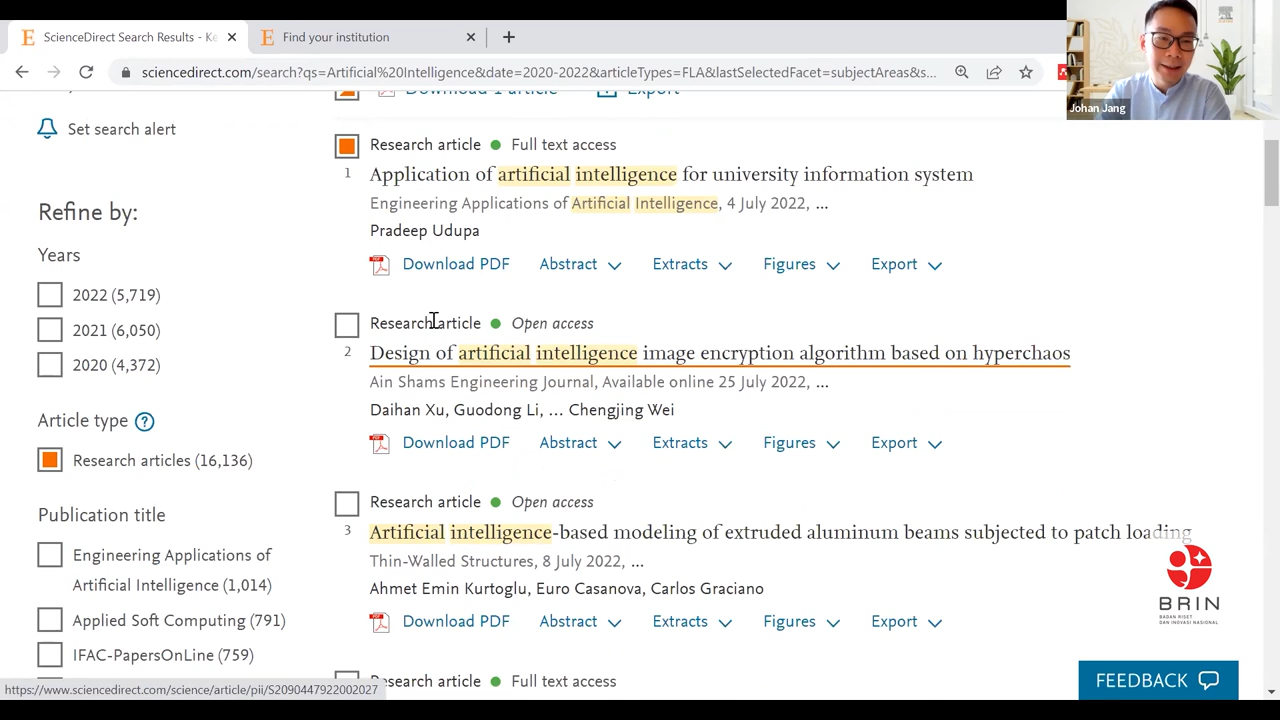 ScienceDirect Search Results - Ke
Find your institution
sciencedirect.com/search?qs=Artificial%20Intelligence&date=2020-2022&articleTypes=FLA&lastSelectedFacet=subjectAreas&s...
Johan Jang
Download 1 article
Export
Set search alert
Refine by:
Years
2022 (5,719)
2021 (6,050)
2020 (4,372)
Article type ?
Research articles (16,136)
Publication title
Engineering Applications of
Artificial Intelligence (1,014)
Applied Soft Computing (791)
IFAC-PapersOnLine (759)
Research article Full text access
1 Application of artificial intelligence for university information system
Engineering Applications of Artificial Intelligence, 4 July 2022, ...
Pradeep Udupa
Download PDF Abstract Extracts Figures Export
Research article Open access
2 Design of artificial intelligence image encryption algorithm based on hyperchaos
Ain Shams Engineering Journal, Available online 25 July 2022, ...
Daihan Xu, Guodong Li, ... Chengjing Wei
Download PDF Abstract Extracts Figures Export
Research article Open access
3 Artificial intelligence-based modeling of extruded aluminum beams subjected to patch loading
Thin-Walled Structures, 8 July 2022, ...
Ahmet Emin Kurtoglu, Euro Casanova, Carlos Graciano
Download PDF Abstract Extracts Figures Export
Research article Full text access
BRIN
BADAN RISET
DAN INOVASI NASIONAL
FEEDBACK
https://www.sciencedirect.com/science/article/pii/S2090447922002027